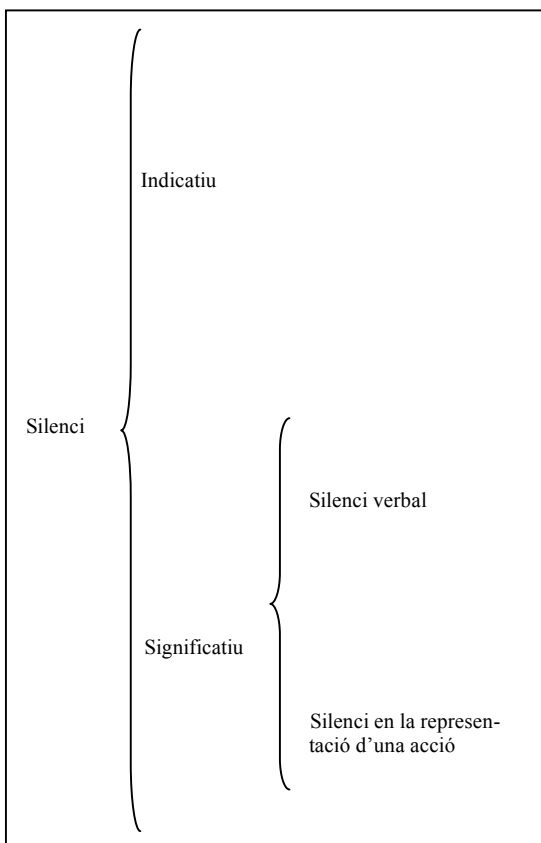 Indicatiu
Silenci
Silenci verbal
Significatiu
Silenci en la represen-
tació d’una acció